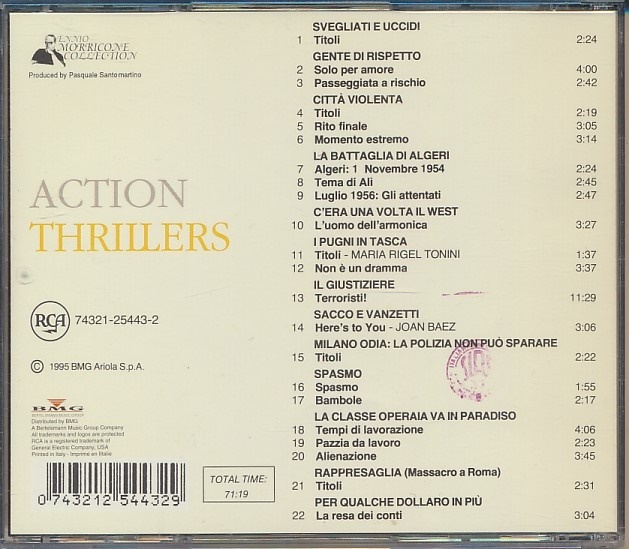 ENNIO
MORRICONE
COLLECTION
Produced by Pasquale Santomartino
ACTION
THRILLERS
RCA 74321-25443-2
© 1995 BMG Ariola S.p.A.
BMG
BERTELSMANN MUSIC GROUP
Distributed by BMG
A Bertelsmann Music Group Company
All trademarks and logos are protected
RCA is a registered trademark of
General Electric Company, USA
Printed in Italy - Imprimé en Italie
0 743212 544329
TOTAL TIME:
71:19
SVEGLIATI E UCCIDI
1 Titoli 2:24
GENTE DI RISPETTO
2 Solo per amore 4:00
3 Passeggiata a rischio 2:42
CITTÀ VIOLENTA
4 Titoli 2:19
5 Rito finale 3:05
6 Momento estremo 3:14
LA BATTAGLIA DI ALGERI
7 Algeri: 1 Novembre 1954 2:24
8 Tema di Ali 2:45
9 Luglio 1956: Gli attentati 2:47
C'ERA UNA VOLTA IL WEST
10 L'uomo dell'armonica 3:27
I PUGNI IN TASCA
11 Titoli - MARIA RIGEL TONINI 1:37
12 Non è un dramma 3:37
IL GIUSTIZIERE
13 Terroristi! 11:29
SACCO E VANZETTI
14 Here's to You - JOAN BAEZ 3:06
MILANO ODIA: LA POLIZIA NON PUÒ SPARARE
15 Titoli 2:22
SPASMO
16 Spasmo 1:55
17 Bambole 2:17
LA CLASSE OPERAIA VA IN PARADISO
18 Tempi di lavorazione 4:06
19 Pazzia da lavoro 2:23
20 Alienazione 3:45
RAPPRESAGLIA (Massacro a Roma)
21 Titoli 2:31
PER QUALCHE DOLLARO IN PIÙ
22 La resa dei conti 3:04